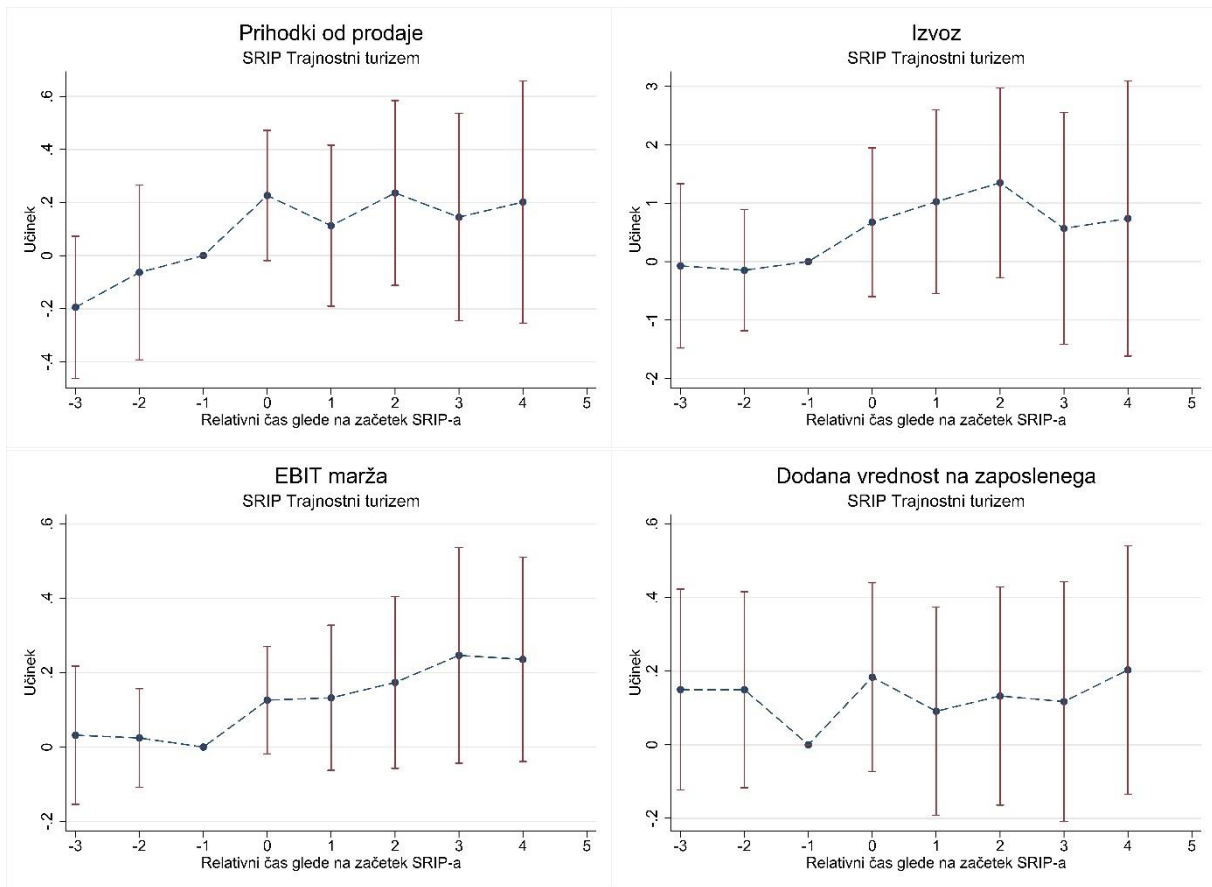 Prihodki od prodaje
SRIP Trajnostni turizem
Učinek
.6
.4
.2
0
-.2
-.4
-3 -2 -1 0 1 2 3 4 5
Relativni čas glede na začetek SRIP-a
Izvoz
SRIP Trajnostni turizem
Učinek
3
2
1
0
-1
-2
-3 -2 -1 0 1 2 3 4 5
Relativni čas glede na začetek SRIP-a
EBIT marža
SRIP Trajnostni turizem
Učinek
.6
.4
.2
0
-.2
-3 -2 -1 0 1 2 3 4 5
Relativni čas glede na začetek SRIP-a
Dodana vrednost na zaposlenega
SRIP Trajnostni turizem
Učinek
.6
.4
.2
0
-.2
-3 -2 -1 0 1 2 3 4 5
Relativni čas glede na začetek SRIP-a